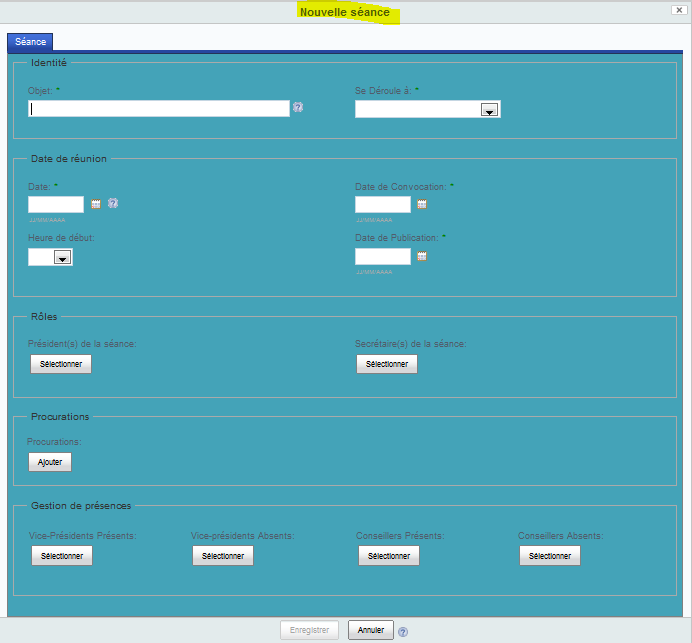 Nouvelle séance
Séance
Identité
Objet: *
Se Déroule à: *
Date de réunion
Date: *
Date de Convocation: *
JJ/MM/AAAA
JJ/MM/AAAA
Heure de début:
Date de Publication: *
JJ/MM/AAAA
Rôles
Président(s) de la séance:
Secrétaire(s) de la séance:
Sélectionner
Sélectionner
Procurations
Procurations:
Ajouter
Gestion de présences
Vice-Présidents Présents:
Vice-présidents Absents:
Conseillers Présents:
Conseillers Absents:
Sélectionner
Sélectionner
Sélectionner
Sélectionner
Enregistrer
Annuler